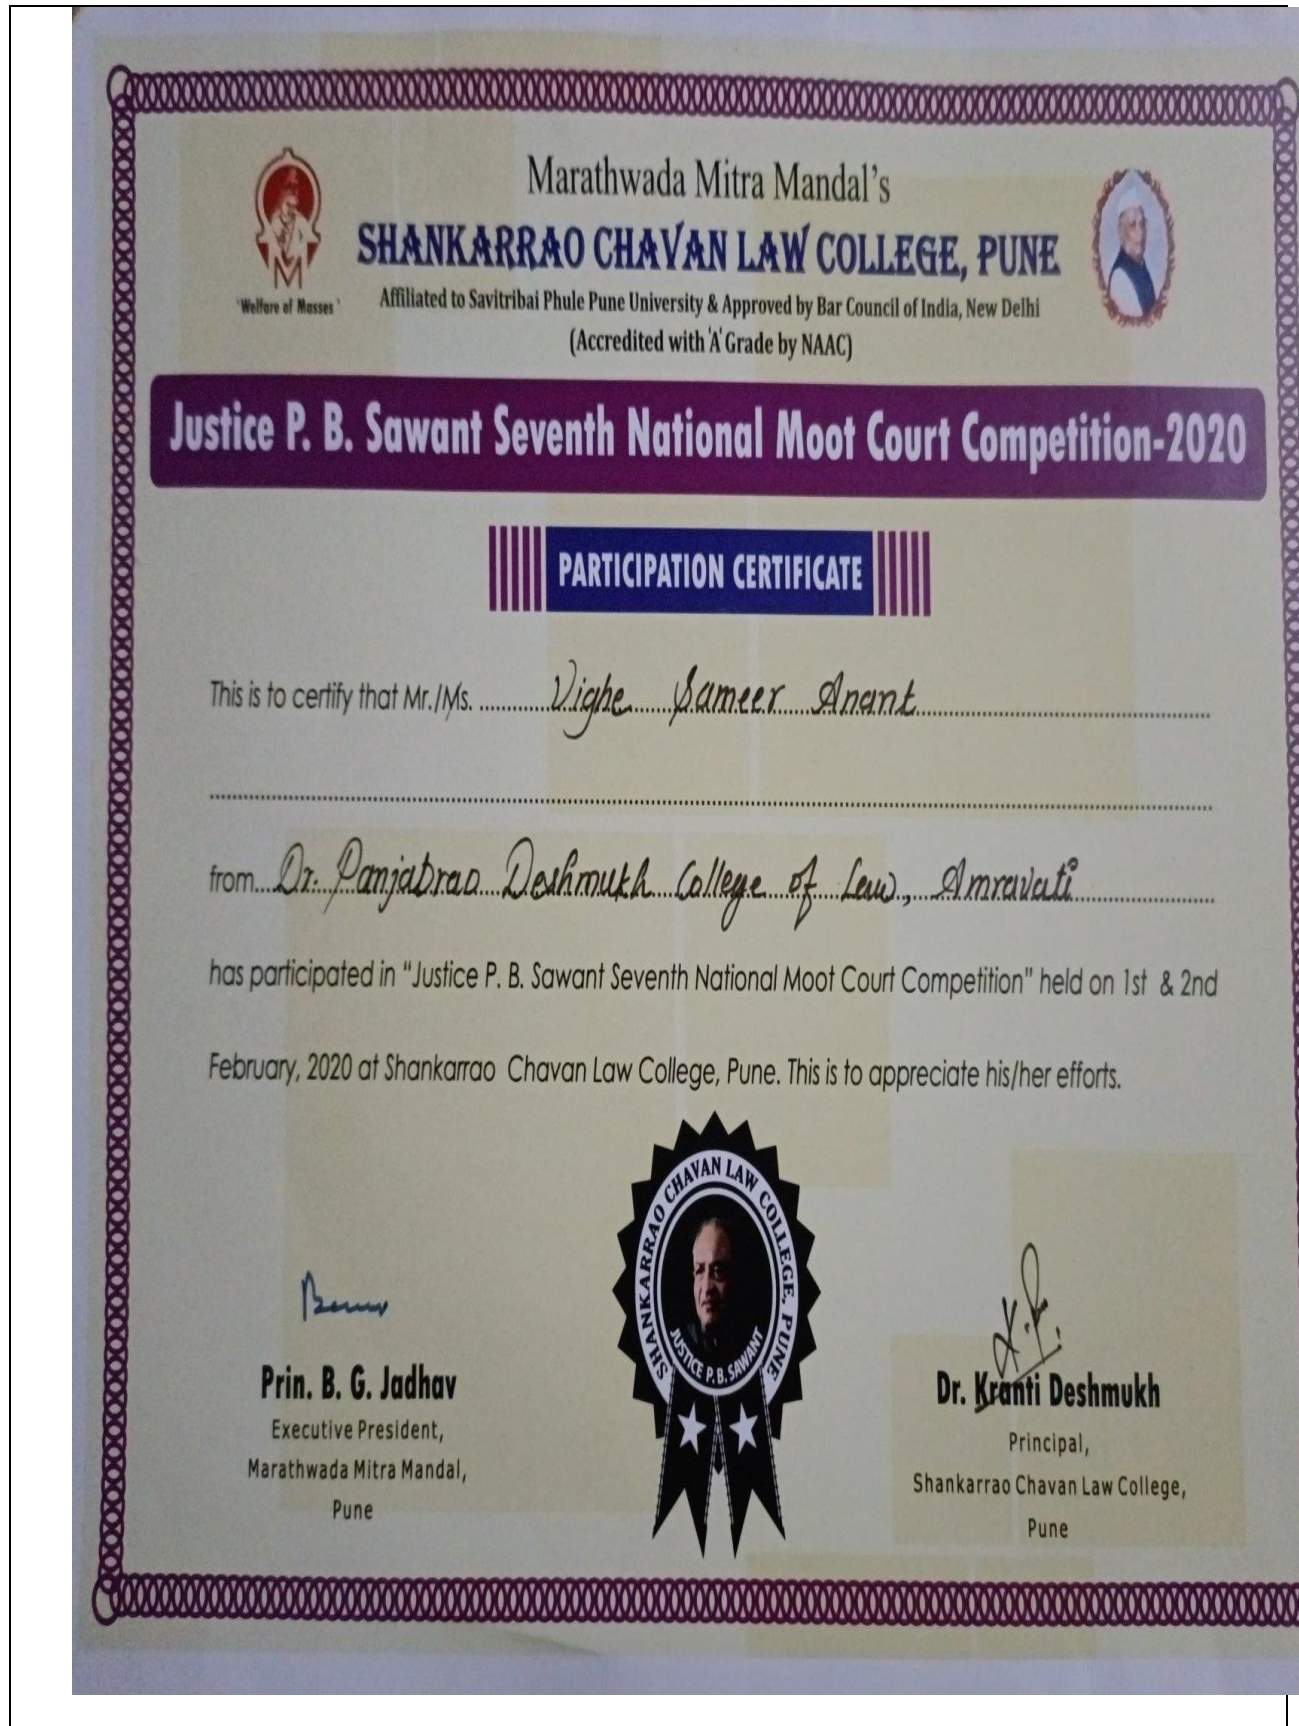 Marathwada Mitra Mandal's
SHANKARRAO CHAVAN LAW COLLEGE, PUNE
'Welfare of Masses'
Affiliated to Savitribai Phule Pune University & Approved by Bar Council of India, New Delhi
(Accredited with 'A' Grade by NAAC)
Justice P. B. Sawant Seventh National Moot Court Competition-2020
PARTICIPATION CERTIFICATE
This is to certify that Mr./Ms. Vighe Sameer Anant
from Dr. Panjabrao Deshmukh College of Law, Amravati
has participated in "Justice P. B. Sawant Seventh National Moot Court Competition" held on 1st & 2nd
February, 2020 at Shankarrao Chavan Law College, Pune. This is to appreciate his/her efforts.
SHANKARRAO CHAVAN LAW COLLEGE, PUNE
JUSTICE P.B. SAWANT
Prin. B. G. Jadhav
Executive President,
Marathwada Mitra Mandal,
Pune
Dr. Kranti Deshmukh
Principal,
Shankarrao Chavan Law College,
Pune